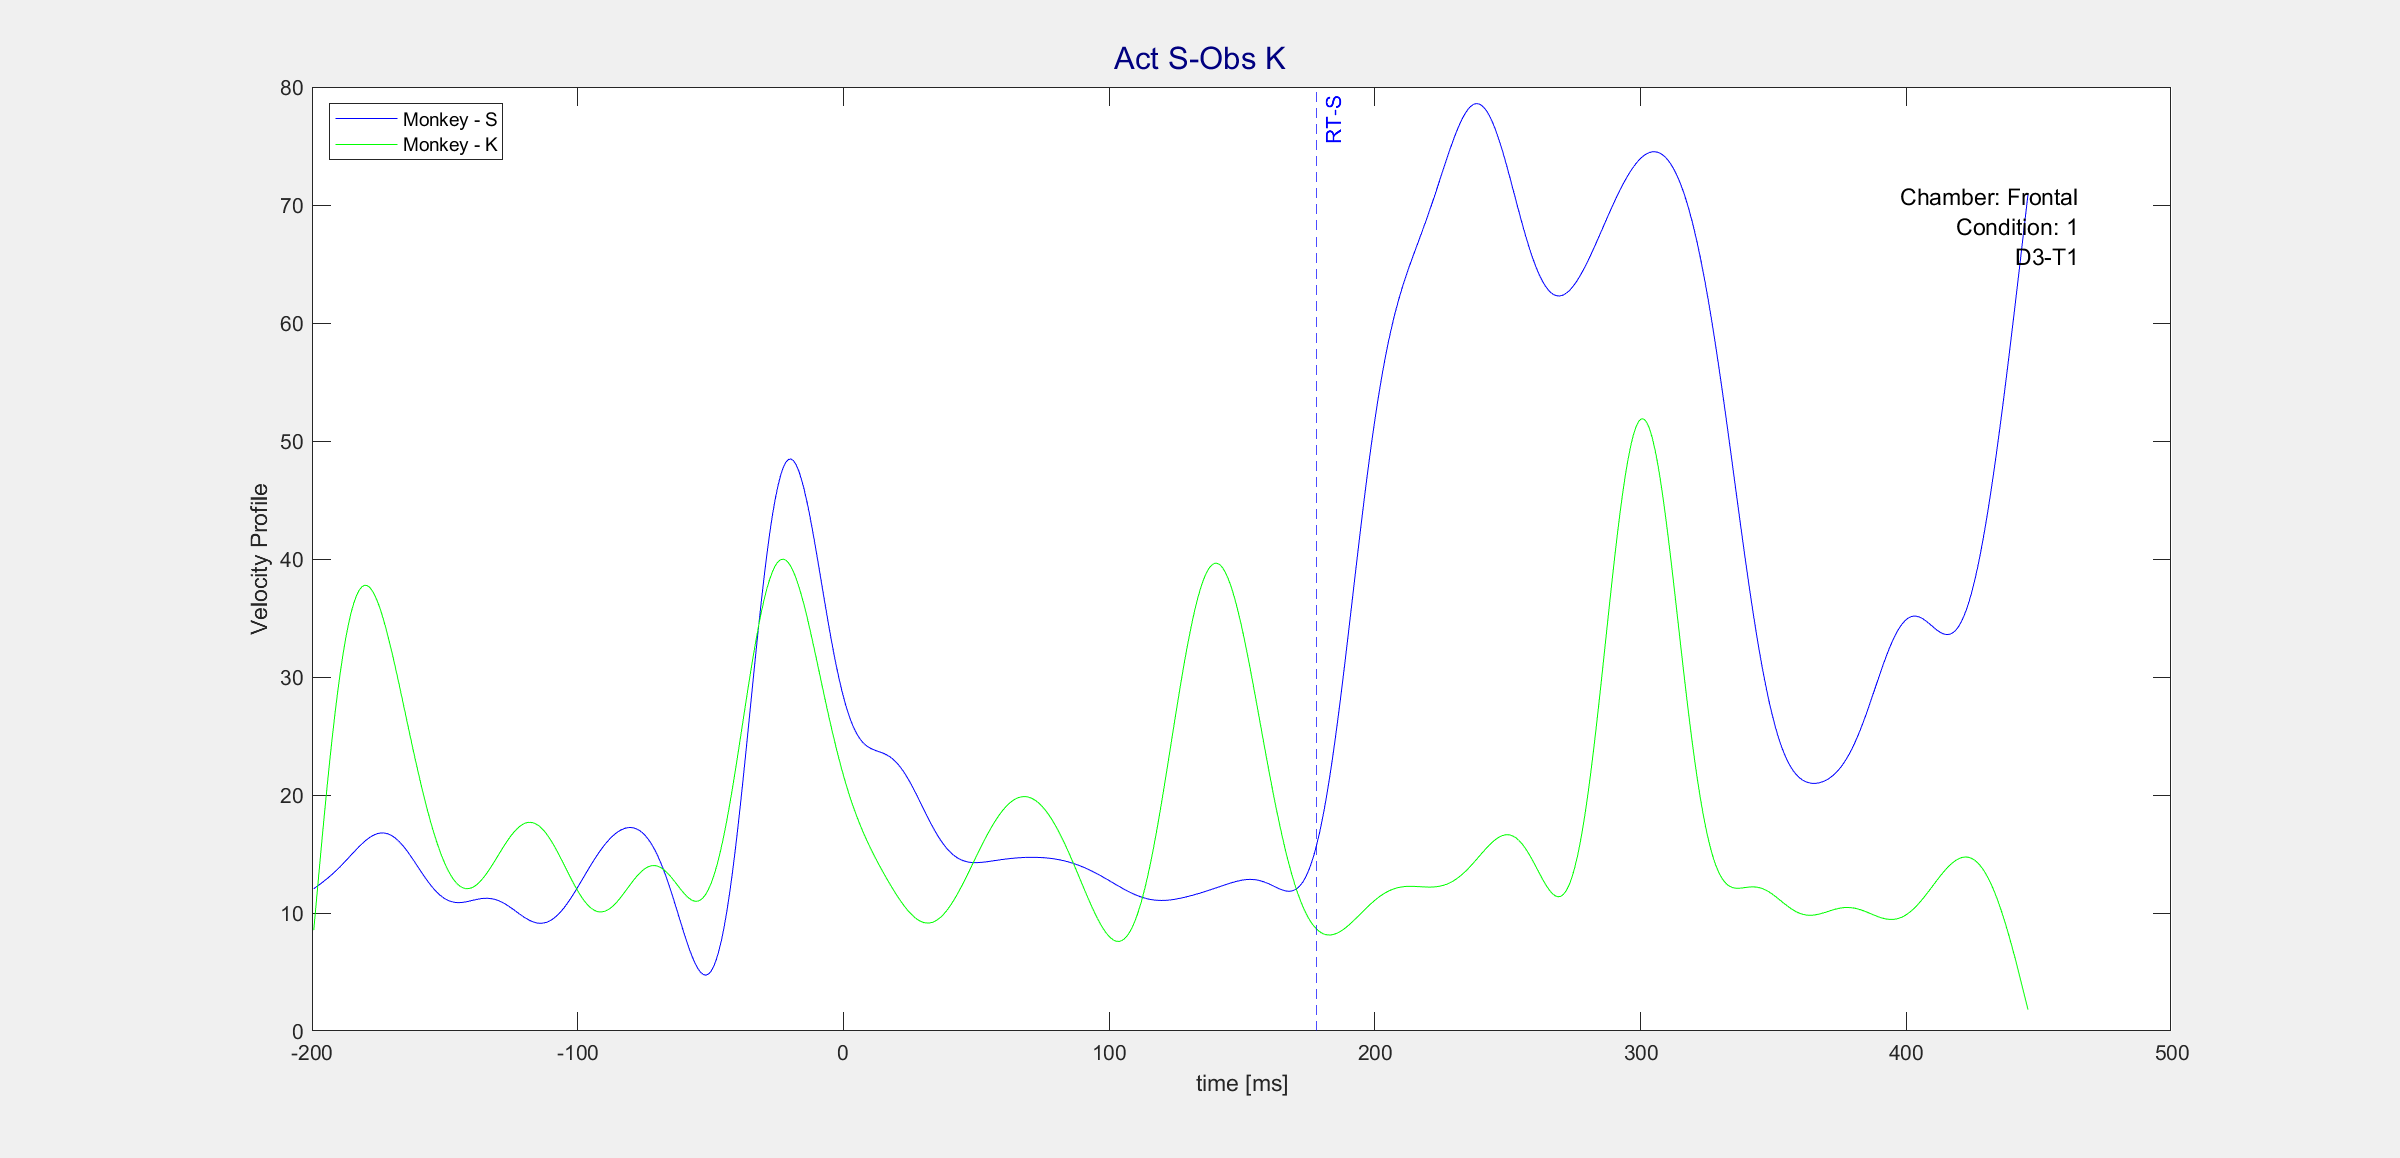 Act S-Obs K
Monkey - S
Monkey - K
RT-S
Chamber: Frontal
Condition: 1
D3-T1
Velocity Profile
80
70
60
50
40
30
20
10
0
-200 -100 0 100 200 300 400 500
time [ms]